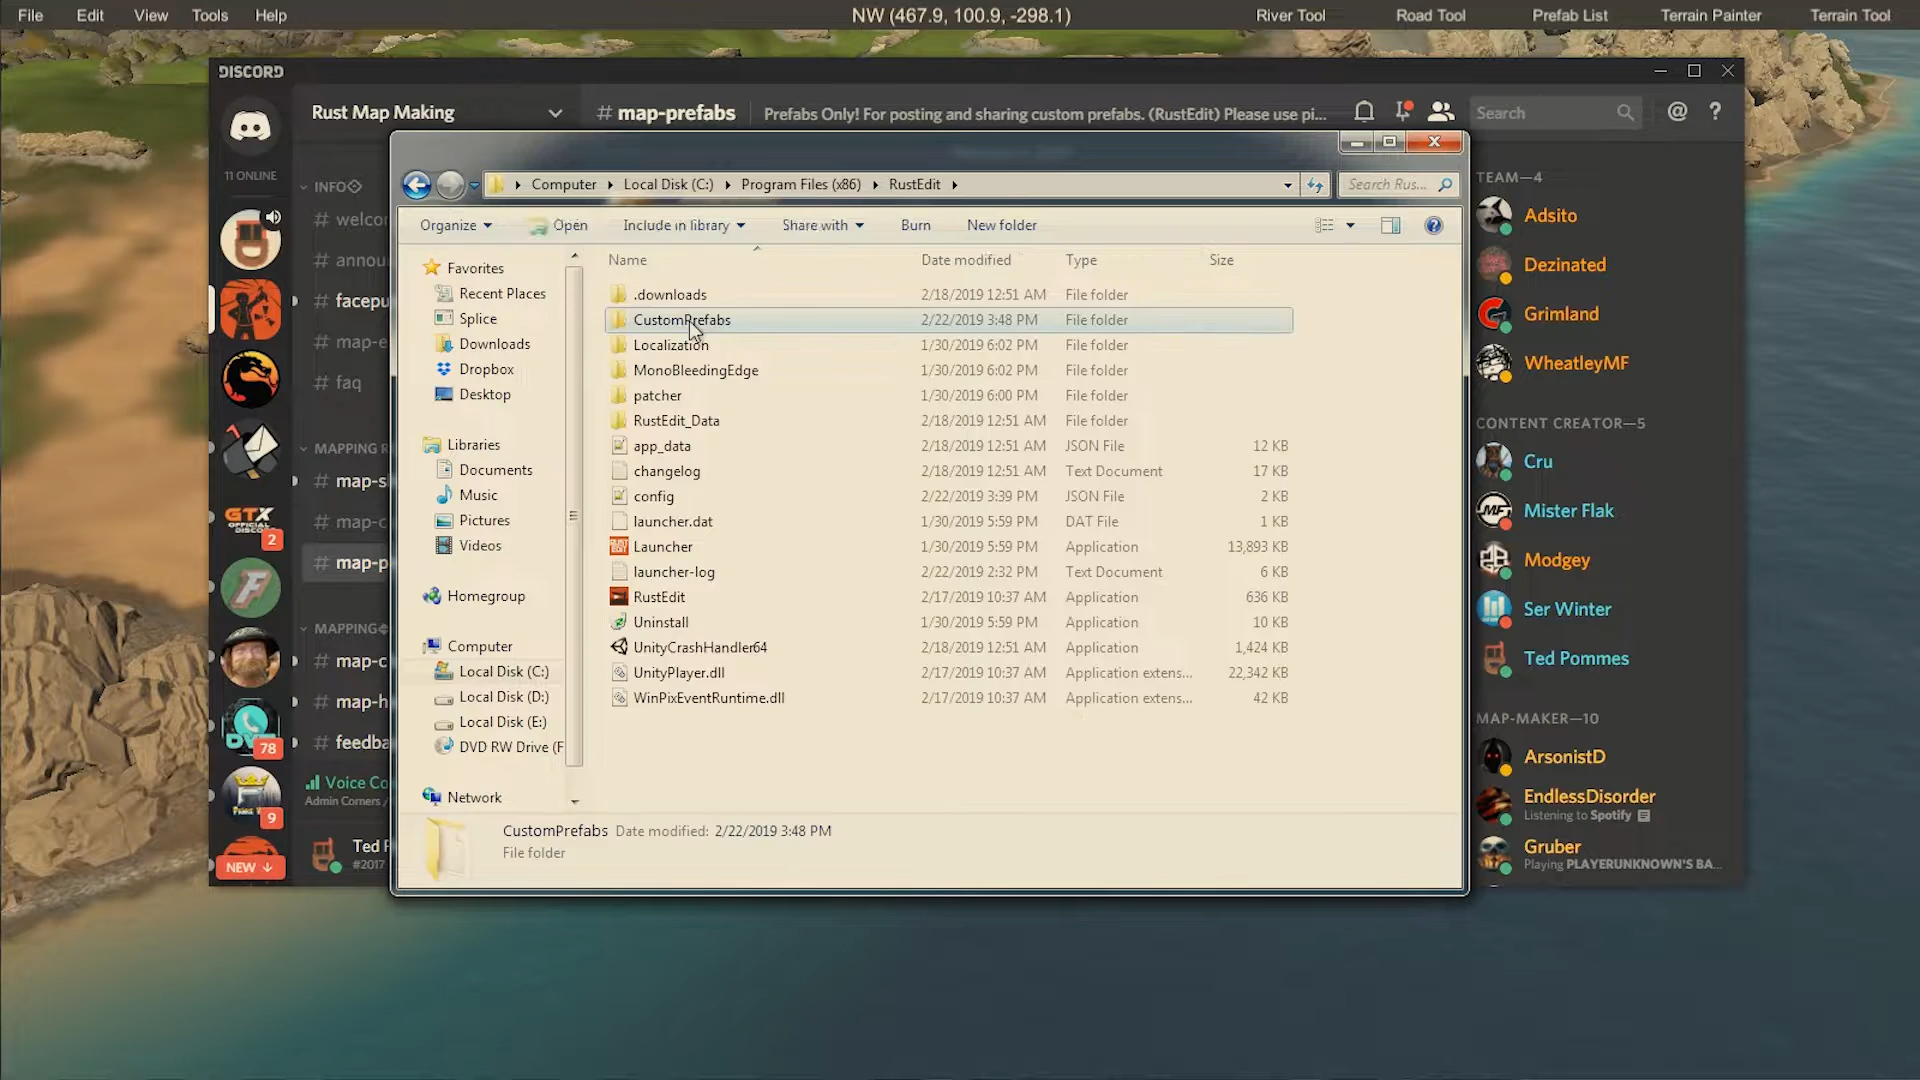 File Edit View Tools Help NW (467.9, 100.9, -298.1) River Tool Road Tool Prefab List Terrain Painter Terrain Tool
DISCORD
Rust Map Making # map-prefabs Prefabs Only! For posting and sharing custom prefabs. (RustEdit) Please use pi... Search @ ?
11 ONLINE
INFO
# welco
# annou
# facepu
# map-e
# faq
MAPPING R
# map-s
# map-c
# map-p
MAPPING
# map-c
# map-h
# feedba
GTX
OFFICIAL
2
78
9
NEW ↓
Voice Co
Admin Corners /
Ted P
#2017
Computer Local Disk (C:) Program Files (x86) RustEdit Search Rus...
Organize Open Include in library Share with Burn New folder
Favorites
Recent Places
Splice
Downloads
Dropbox
Desktop
Libraries
Documents
Music
Pictures
Videos
Homegroup
Computer
Local Disk (C:)
Local Disk (D:)
Local Disk (E:)
DVD RW Drive (F
Network
Name Date modified Type Size
.downloads 2/18/2019 12:51 AM File folder
CustomPrefabs 2/22/2019 3:48 PM File folder
Localization 1/30/2019 6:02 PM File folder
MonoBleedingEdge 1/30/2019 6:02 PM File folder
patcher 1/30/2019 6:00 PM File folder
RustEdit_Data 2/18/2019 12:51 AM File folder
app_data 2/18/2019 12:51 AM JSON File 12 KB
changelog 2/18/2019 12:51 AM Text Document 17 KB
config 2/22/2019 3:39 PM JSON File 2 KB
launcher.dat 1/30/2019 5:59 PM DAT File 1 KB
Launcher 1/30/2019 5:59 PM Application 13,893 KB
launcher-log 2/22/2019 2:32 PM Text Document 6 KB
RustEdit 2/17/2019 10:37 AM Application 636 KB
Uninstall 1/30/2019 5:59 PM Application 10 KB
UnityCrashHandler64 2/18/2019 12:51 AM Application 1,424 KB
UnityPlayer.dll 2/17/2019 10:37 AM Application extens... 22,342 KB
WinPixEventRuntime.dll 2/17/2019 10:37 AM Application extens... 42 KB
CustomPrefabs Date modified: 2/22/2019 3:48 PM
File folder
TEAM—4
Adsito
Dezinated
Grimland
WheatleyMF
CONTENT CREATOR—5
Cru
Mister Flak
Modgey
Ser Winter
Ted Pommes
MAP-MAKER—10
ArsonistD
EndlessDisorder
Listening to Spotify
Gruber
Playing PLAYERUNKNOWN'S BA...